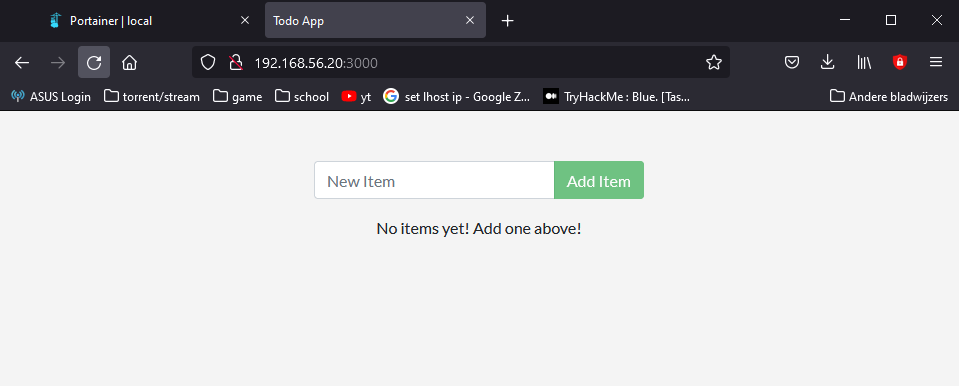 Portainer | local
Todo App
192.168.56.20:3000
ASUS Login torrent/stream game school yt set lhost ip - Google Z... TryHackMe : Blue. [Tas... Andere bladwijzers
New Item Add Item
No items yet! Add one above!